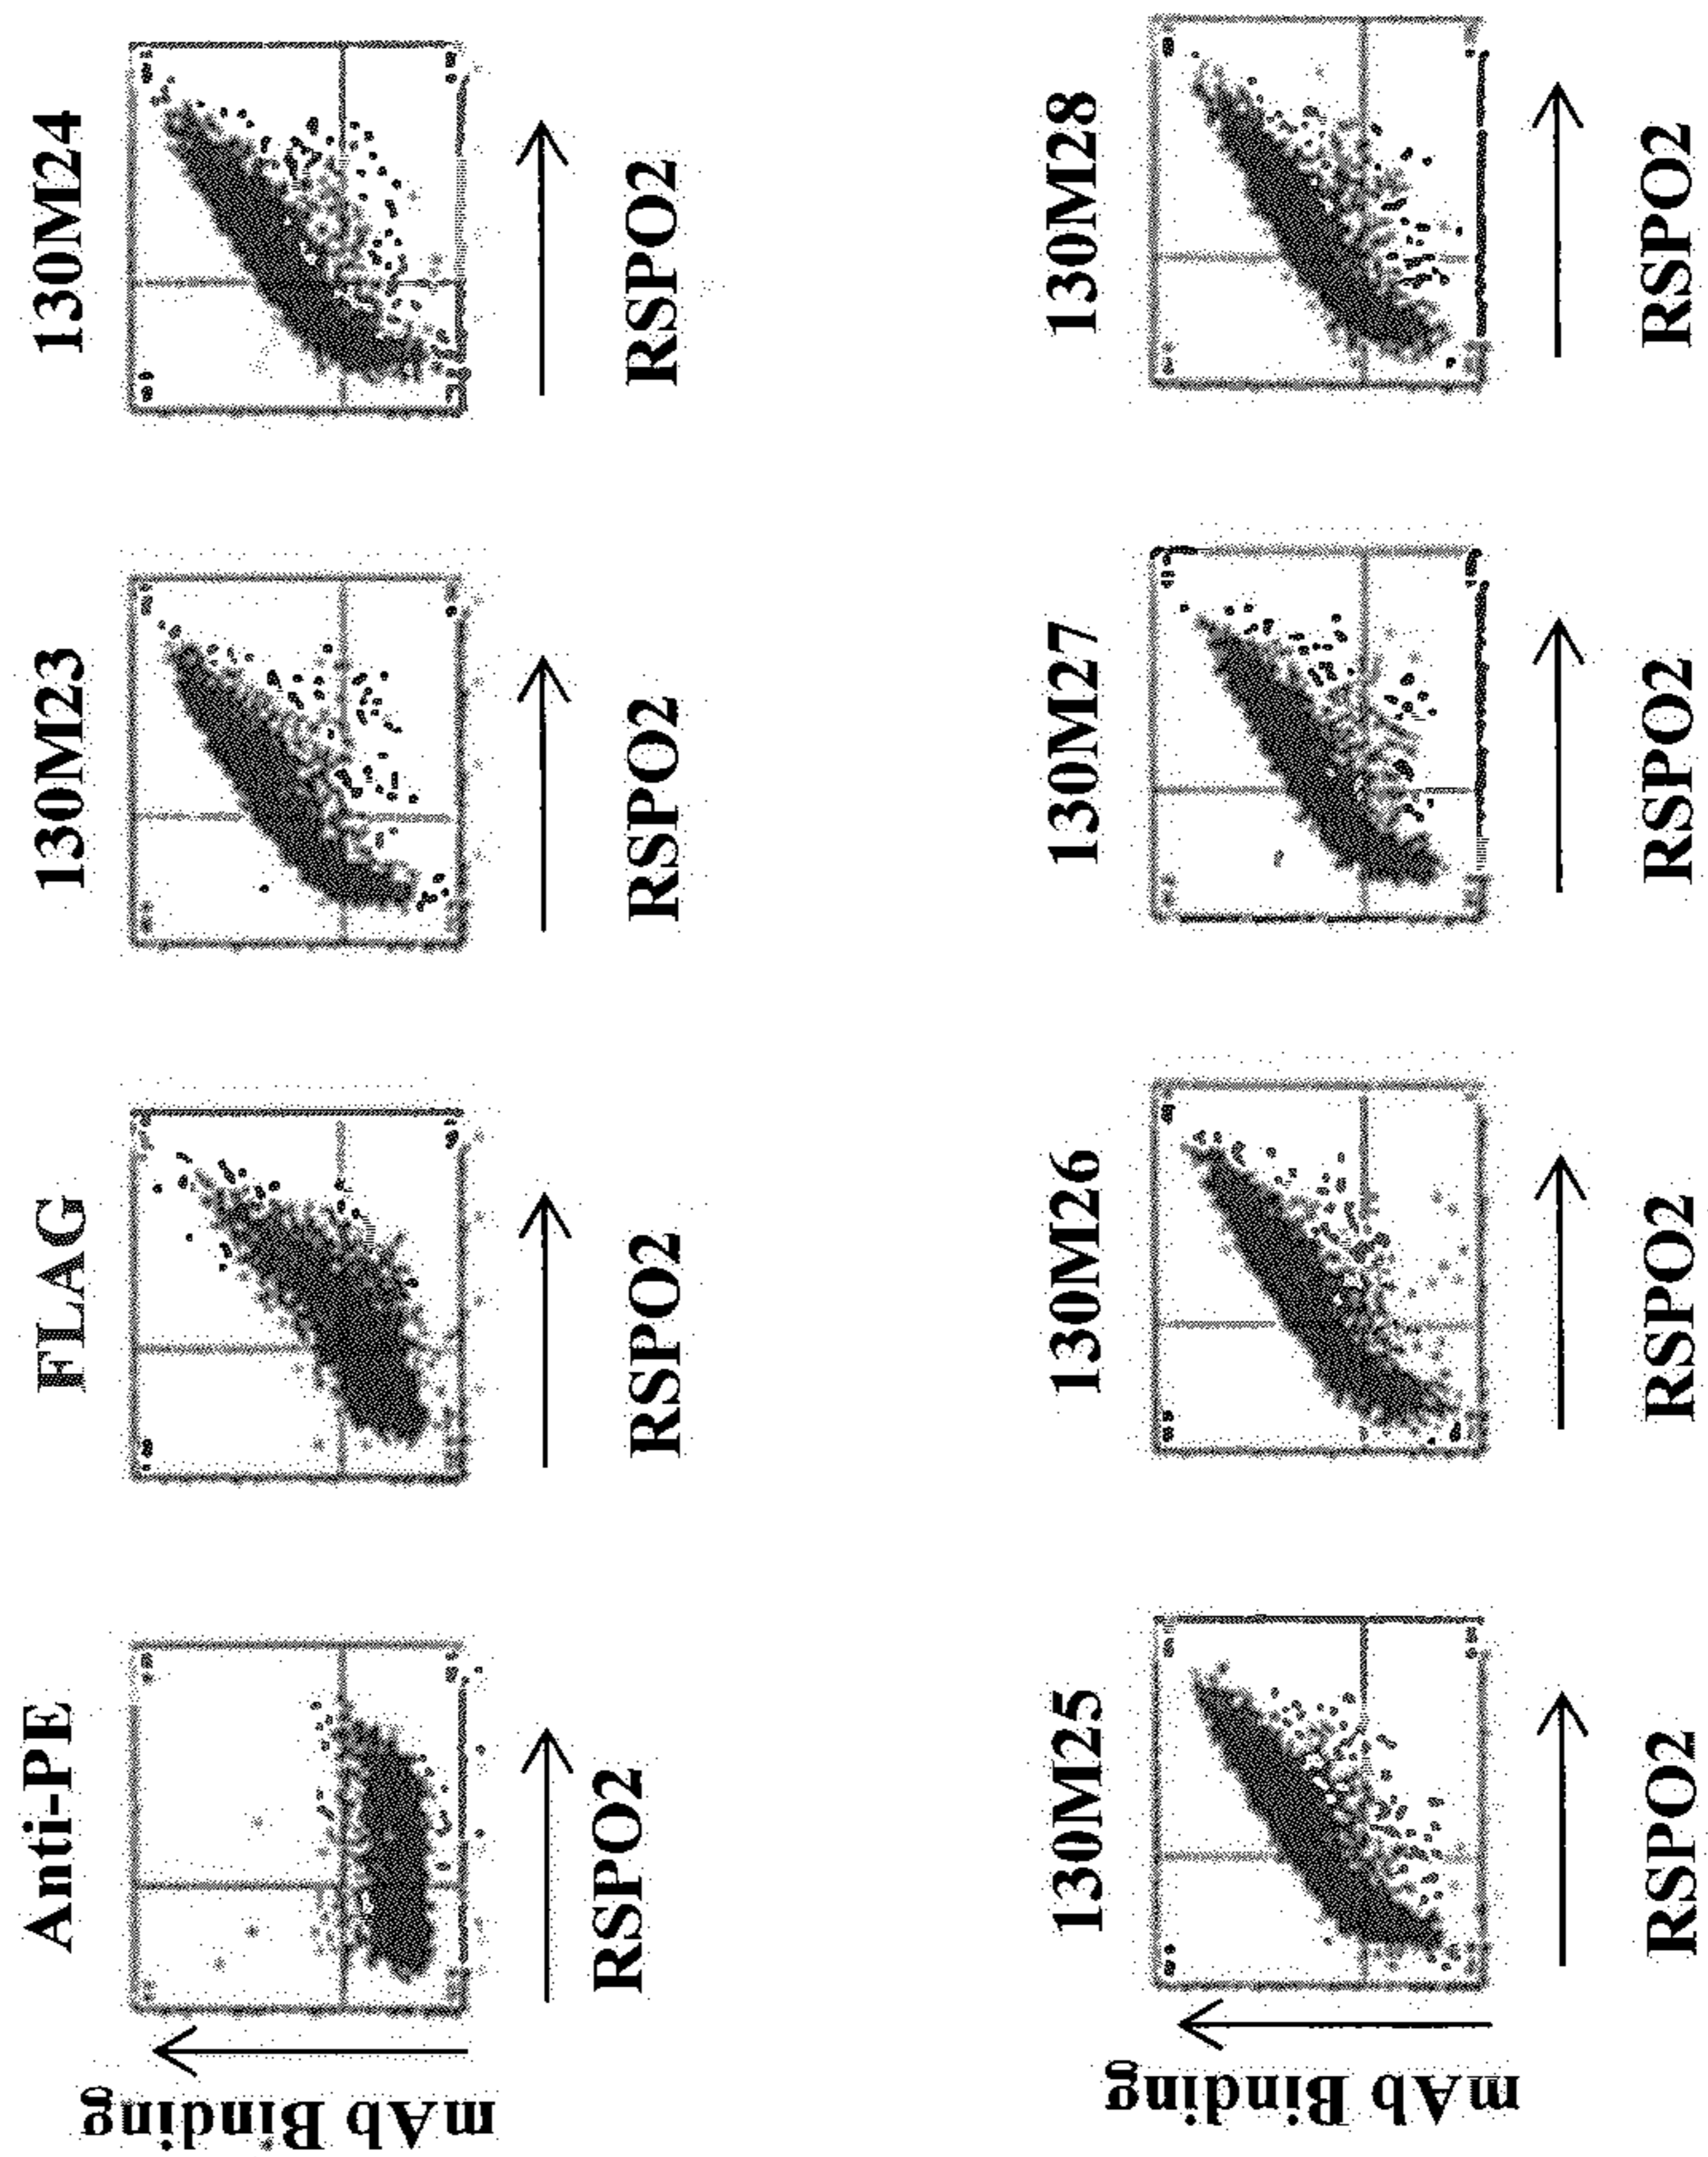 Anti-PE
FLAG
130M23
130M24
mAb Binding
RSPO2
RSPO2
RSPO2
RSPO2
130M25
130M26
130M27
130M28
mAb Binding
RSPO2
RSPO2
RSPO2
RSPO2